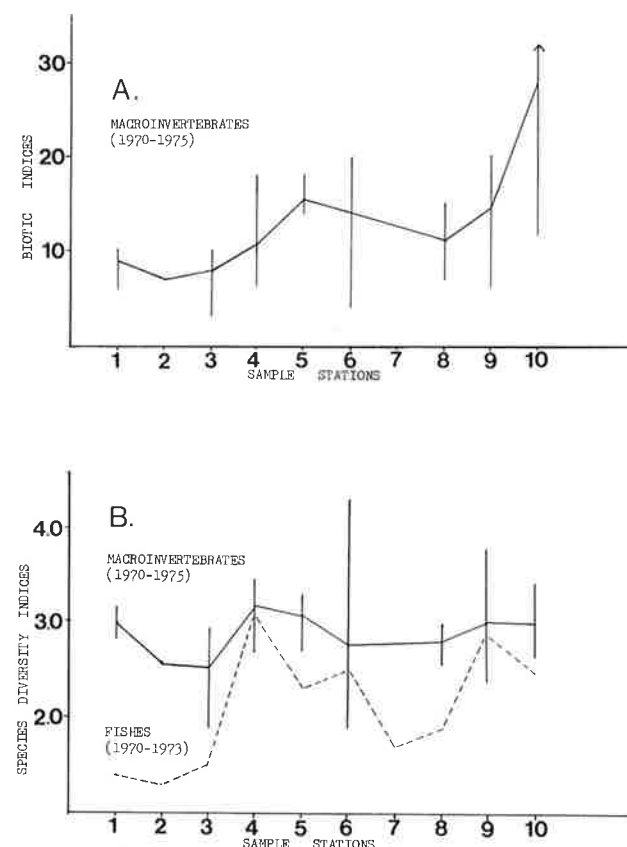 30
A.
MACROINVERTEBRATES
(1970-1975)
20
BIOTIC INDICES
10
1 2 3 4 5 6 7 8 9 10
SAMPLE STATIONS
4.0
B.
MACROINVERTEBRATES
(1970-1975)
3.0
SPECIES DIVERSITY INDICES
2.0
FISHES
(1970-1973)
1 2 3 4 5 6 7 8 9 10
SAMPLE STATIONS